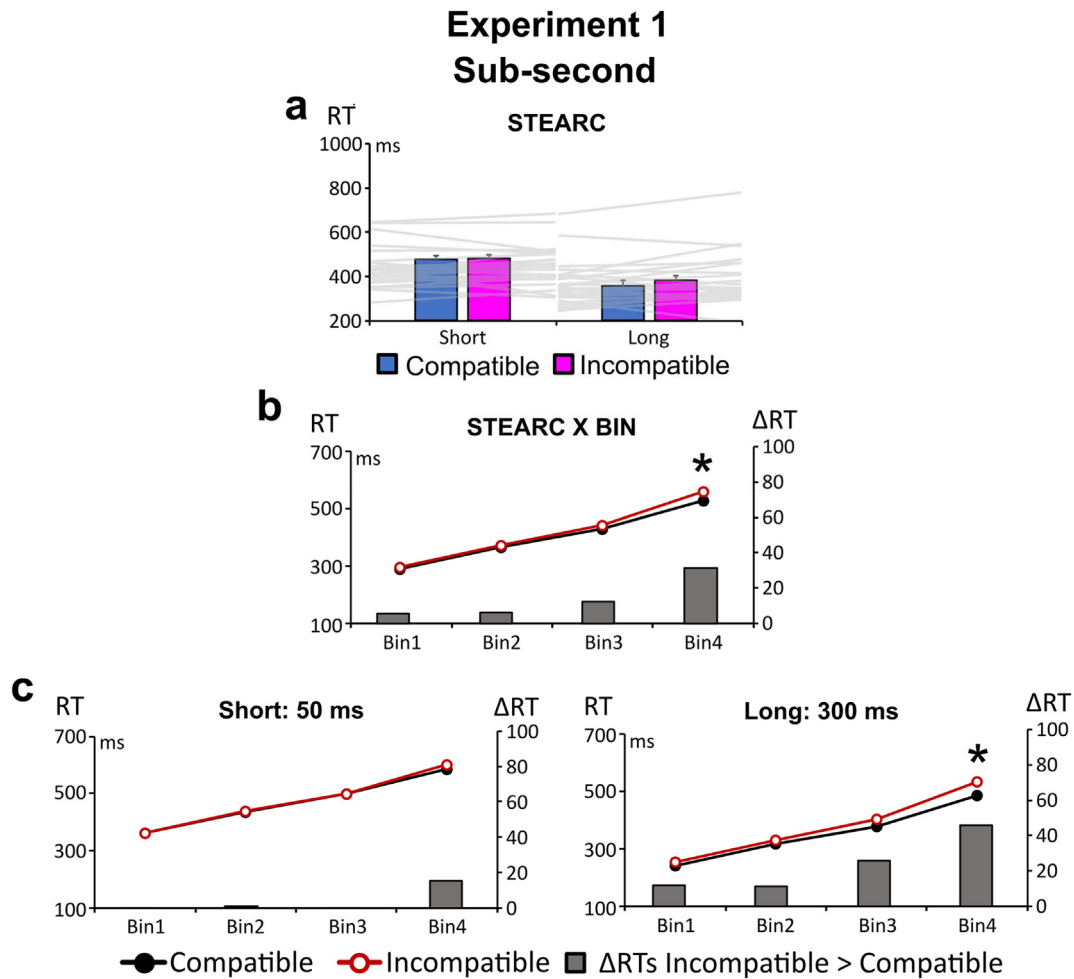 Experiment 1
Sub-second
a
RT
STEARC
1000
ms
800
600
400
200
Short
Long
Compatible
Incompatible
b
RT
STEARC X BIN
ΔRT
700
ms
500
300
100
*
100
80
60
40
20
0
Bin1
Bin2
Bin3
Bin4
c
RT
Short: 50 ms
ΔRT
700
ms
500
300
100
100
80
60
40
20
0
Bin1
Bin2
Bin3
Bin4
RT
Long: 300 ms
ΔRT
700
ms
500
300
100
*
100
80
60
40
20
0
Bin1
Bin2
Bin3
Bin4
Compatible
Incompatible
ΔRTs Incompatible > Compatible